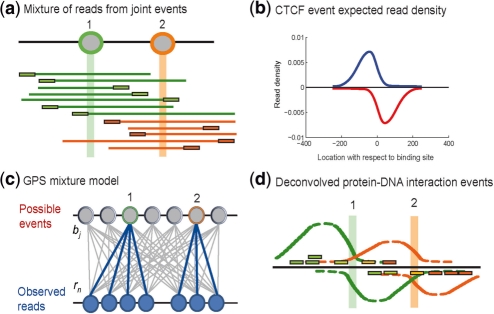 (a) Mixture of reads from joint events
1 2
(b) CTCF event expected read density
Read density
0.01
0.005
0
−0.005
−0.01
−400 −200 0 200 400
Location with respect to binding site
(c) GPS mixture model
1 2
Possible
events
bj
rn
Observed
reads
(d) Deconvolved protein-DNA interaction events
1 2